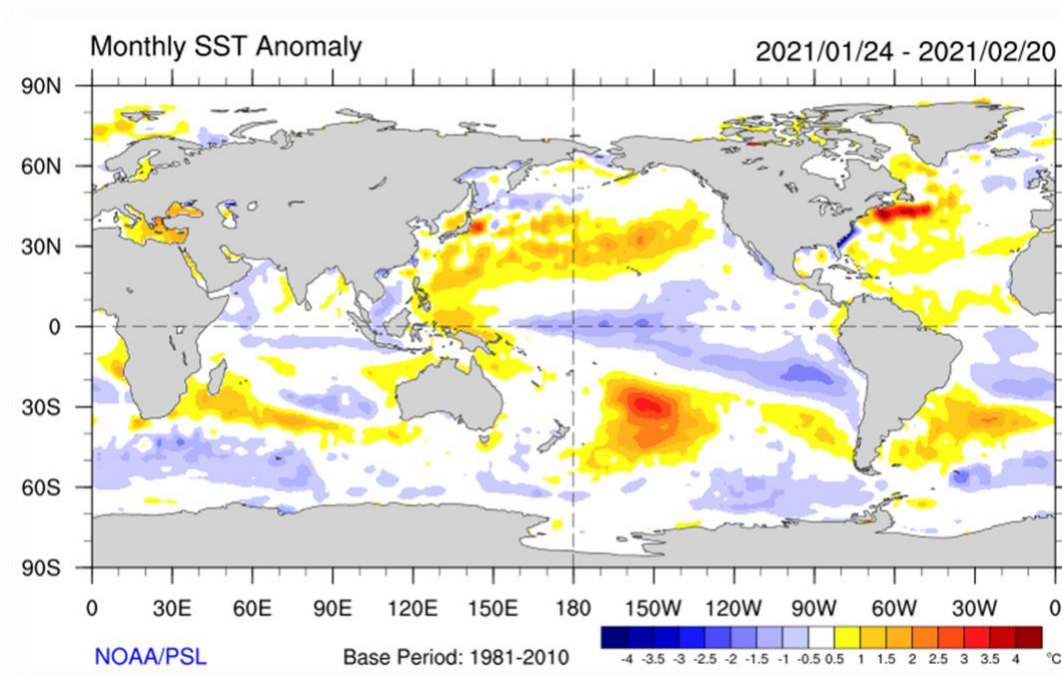 Monthly SST Anomaly 2021/01/24 - 2021/02/20
90N
60N
30N
0
30S
60S
90S
0 30E 60E 90E 120E 150E 180 150W 120W 90W 60W 30W 0
NOAA/PSL Base Period: 1981-2010
-4 -3.5 -3 -2.5 -2 -1.5 -1 -0.5 0.5 1 1.5 2 2.5 3 3.5 4 °C